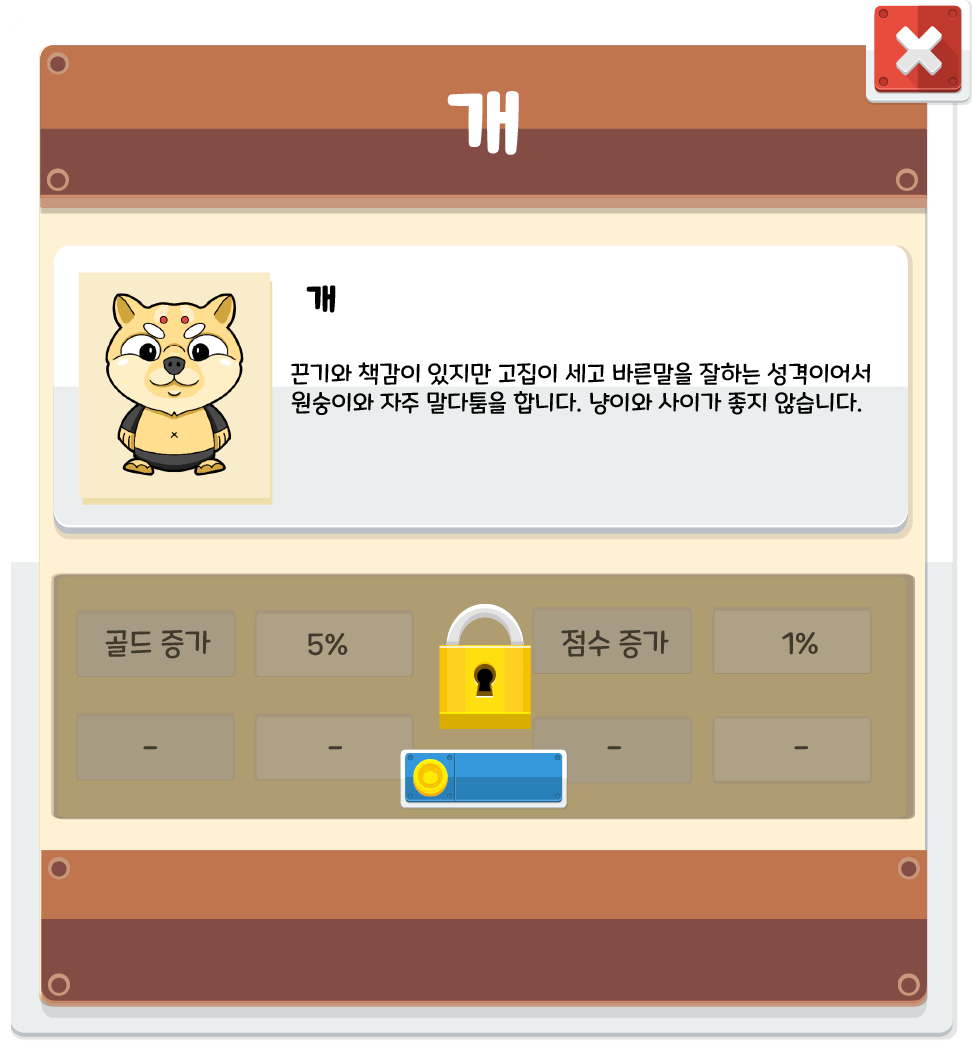 개
개
끈기와 책감이 있지만 고집이 세고 바른말을 잘하는 성격이어서
원숭이와 자주 말다툼을 합니다. 냥이와 사이가 좋지 않습니다.
골드 증가 5% 점수 증가 1%
- - - -